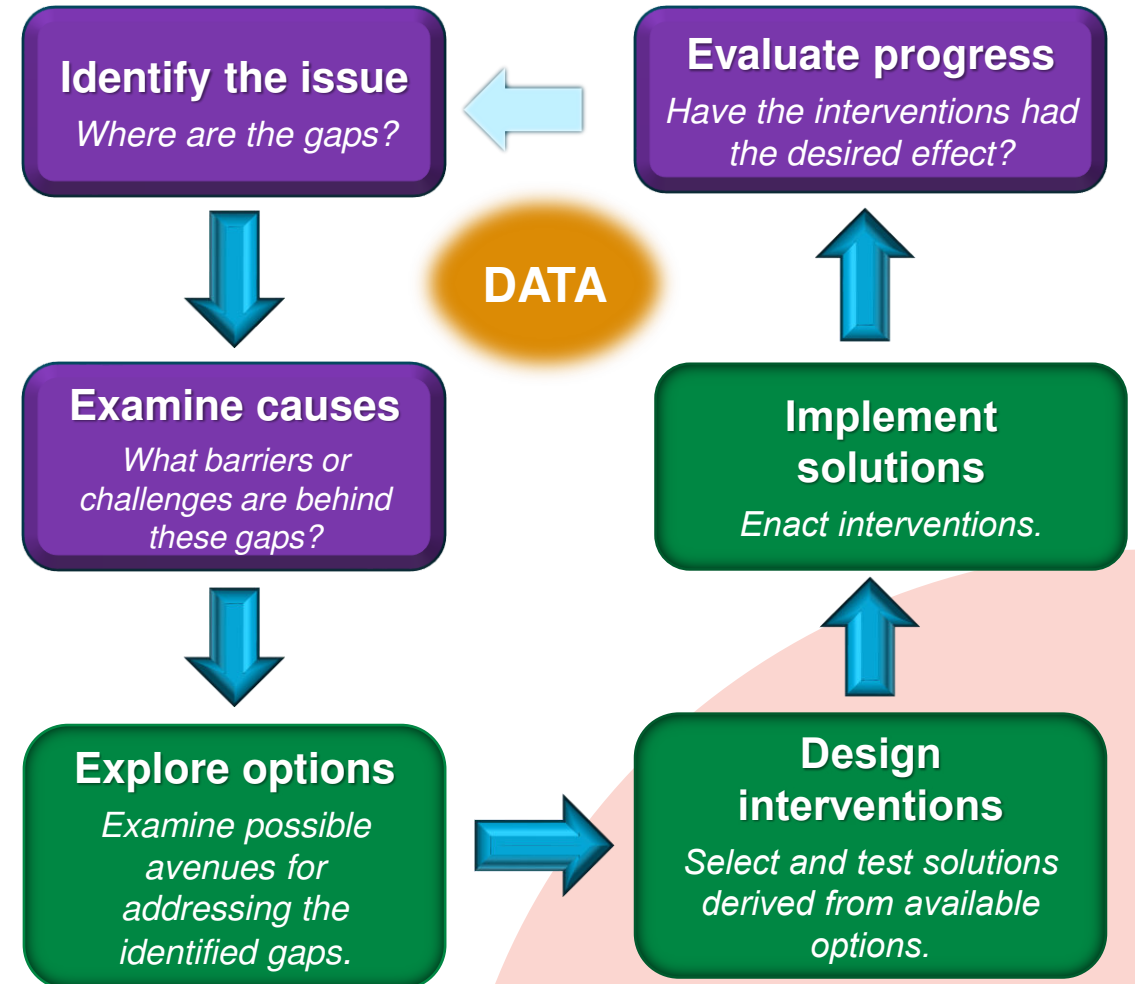 Identify the issue
Where are the gaps?
Examine causes
What barriers or
challenges are behind
these gaps?
Explore options
Examine possible
avenues for
addressing the
identified gaps.
Design
interventions
Select and test solutions
derived from available
options.
Implement
solutions
Enact interventions.
Evaluate progress
Have the interventions had
the desired effect?
DATA